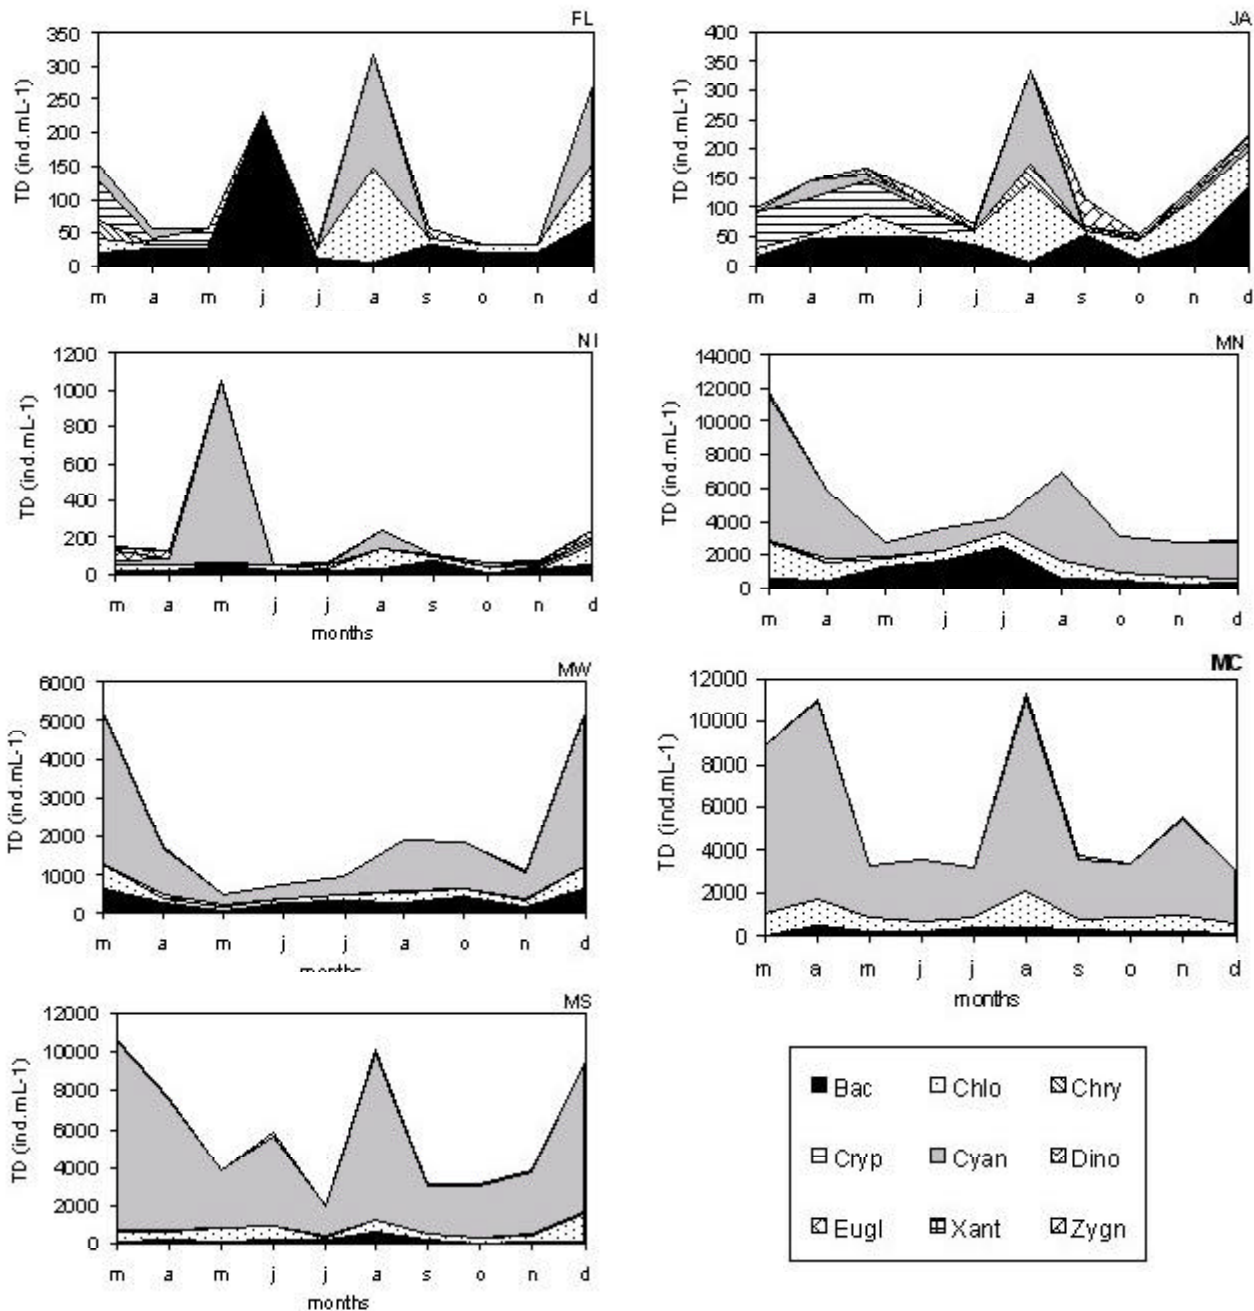 FL
350
300
250
200
150
100
50
0
TD (ind.mL-1)
m a m j j a s o n d
JA
400
350
300
250
200
150
100
50
0
TD (ind.mL-1)
m a m j j a s o n d
NI
1200
1000
800
600
400
200
0
TD (ind.mL-1)
m a m j j a s o n d
months
MN
14000
12000
10000
8000
6000
4000
2000
0
TD (ind.mL-1)
m a m j j a o n d
MW
6000
5000
4000
3000
2000
1000
0
TD (ind.mL-1)
m a m j j a o n d
months
MC
12000
10000
8000
6000
4000
2000
0
TD (ind.mL-1)
m a m j j a s o n d
months
MS
12000
10000
8000
6000
4000
2000
0
TD (ind.mL-1)
m a m j j a s o n d
months
Bac Chlo Chry
Cryp Cyan Dino
Eugl Xant Zygn